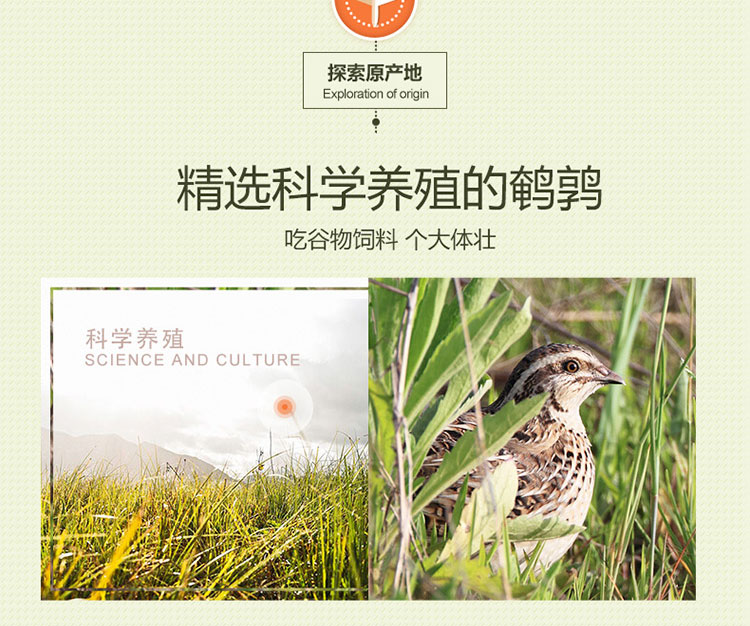 探索原产地
Exploration of origin
精选科学养殖的鹌鹑
吃谷物饲料 个大体壮
科学养殖
SCIENCE AND CULTURE